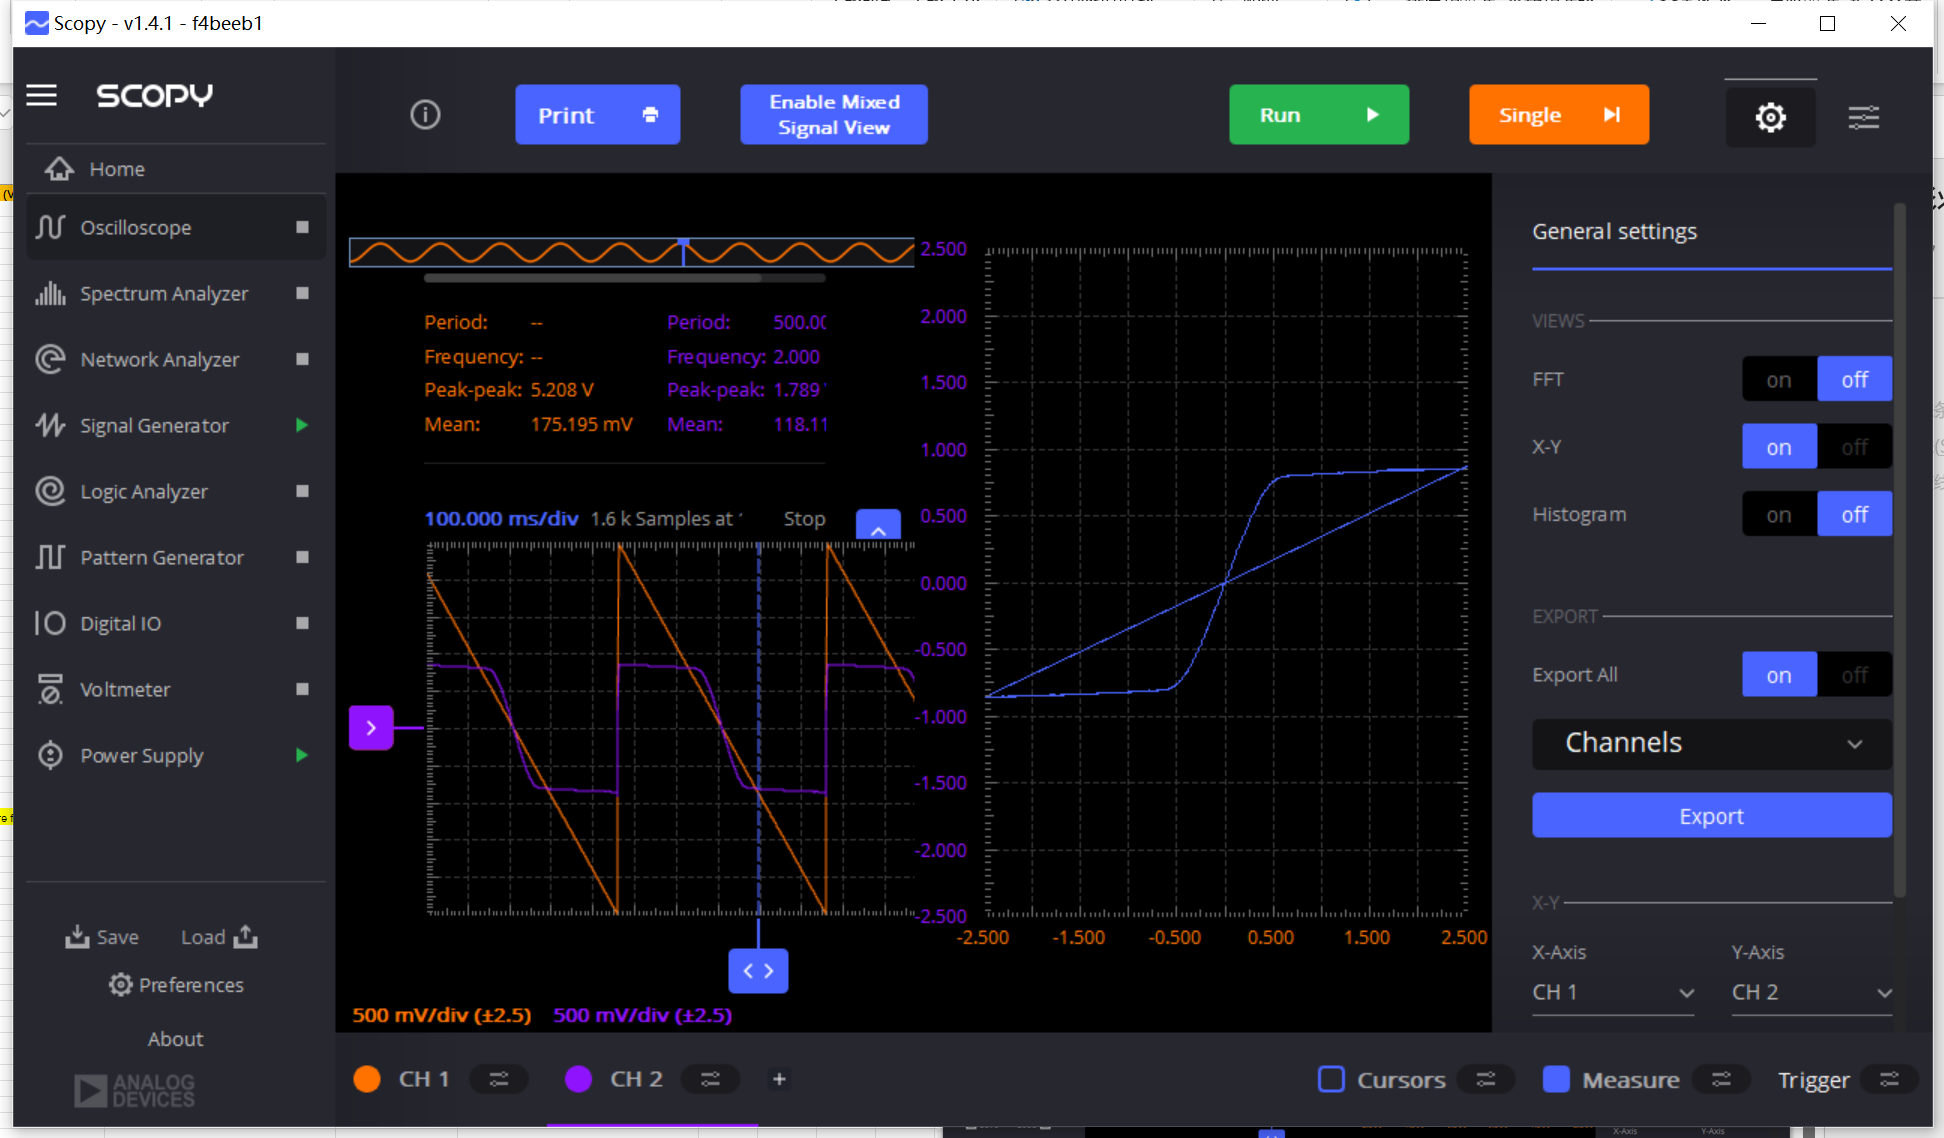 Scopy - v1.4.1 - f4beeb1
SCOPY
Print
Enable Mixed
Signal View
Run
Single
Home
Oscilloscope
Spectrum Analyzer
Network Analyzer
Signal Generator
Logic Analyzer
Pattern Generator
Digital IO
Voltmeter
Power Supply
Save
Load
Preferences
About
ANALOG
DEVICES
Period: --
Frequency: --
Peak-peak: 5.208 V
Mean: 175.195 mV
Period: 500.00
Frequency: 2.000
Peak-peak: 1.789
Mean: 118.11
100.000 ms/div 1.6 k Samples at Stop
2.500
2.000
1.500
1.000
0.500
0.000
-0.500
-1.000
-1.500
-2.000
-2.500
-2.500 -1.500 -0.500 0.500 1.500 2.500
500 mV/div (±2.5) 500 mV/div (±2.5)
General settings
VIEWS
FFT on off
X-Y on off
Histogram on off
EXPORT
Export All on off
Channels
Export
X-Y
X-Axis Y-Axis
CH 1 CH 2
CH 1 CH 2 + Cursors Measure Trigger
X-Axis Y-Axis